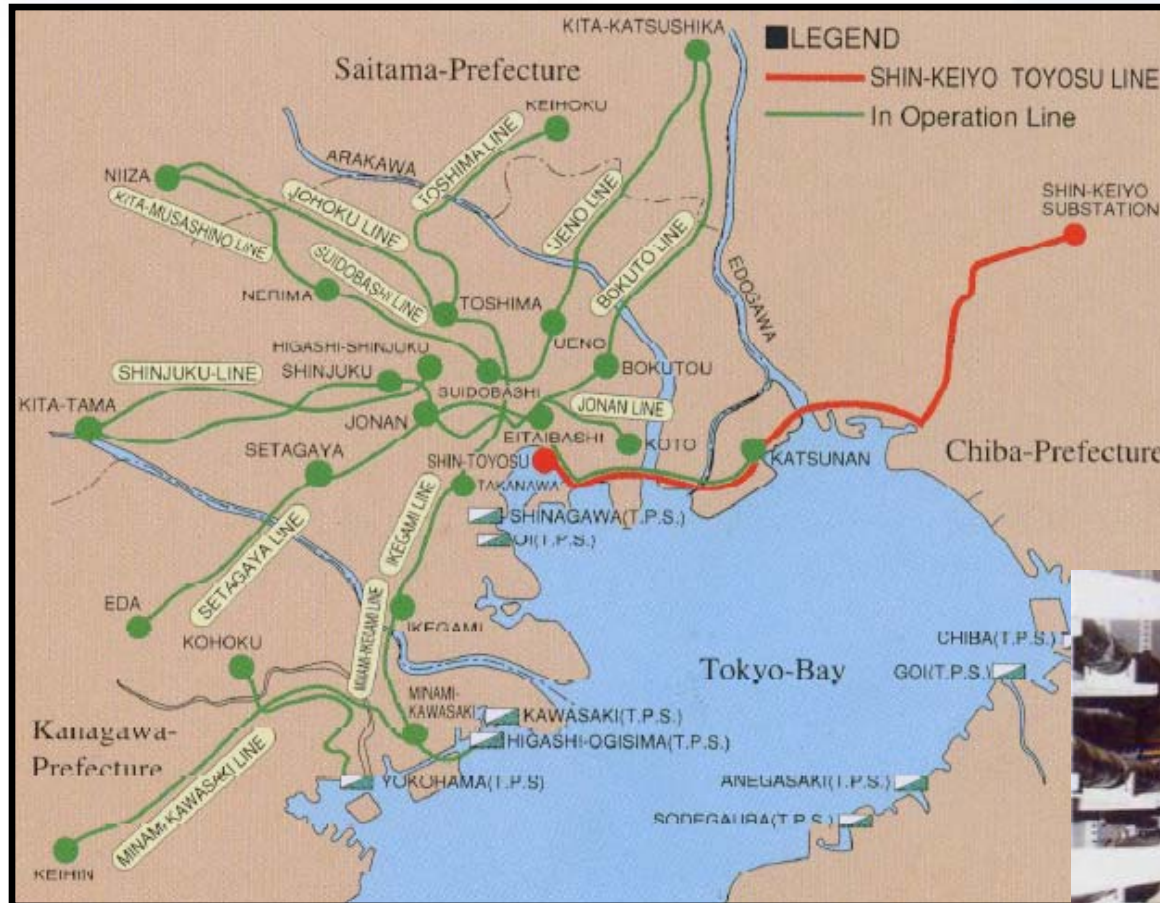 KITA-KATSUSHIKA
LEGEND
SHIN-KEIYO TOYOSU LINE
In Operation Line
Saitama-Prefecture
KEIHOKU
ARAKAWA
TOSHIMA LINE
NIIZA
JOHOKU LINE
KITA-MUSASHINO LINE
SUIDOBASHI LINE
UENO LINE
BOKUTO LINE
EDOGAWA
SHIN-KEIYO
SUBSTATION
NERIMA
TOSHIMA
UENO
HIGASHI-SHINJUKU
SHINJUKU-LINE
SHINJUKU
SUIDOBASHI
BOKUTOU
KITA-TAMA
JONAN
JONAN LINE
EITAIBASHI
KOTO
SETAGAYA
SHIN-TOYOSU
KATSUNAN
Chiba-Prefecture
TAKANAWA
IKEGAMI LINE
SHINAGAWA(T.P.S.)
OI(T.P.S.)
SETAGAYA LINE
EDA
IKEGAMI
KOHOKU
MINAMI-IKEGAMI LINE
CHIBA(T.P.S.)
Tokyo-Bay
GOI(T.P.S.)
MINAMI-
KAWASAKI
KAWASAKI(T.P.S.)
HIGASHI-OGISIMA(T.P.S.)
Kanagawa-
Prefecture
MINAMI-KAWASAKI LINE
YOKOHAMA(T.P.S)
ANEGASAKI(T.P.S.)
SODEGAURA(T.P.S.)
KEIHIN